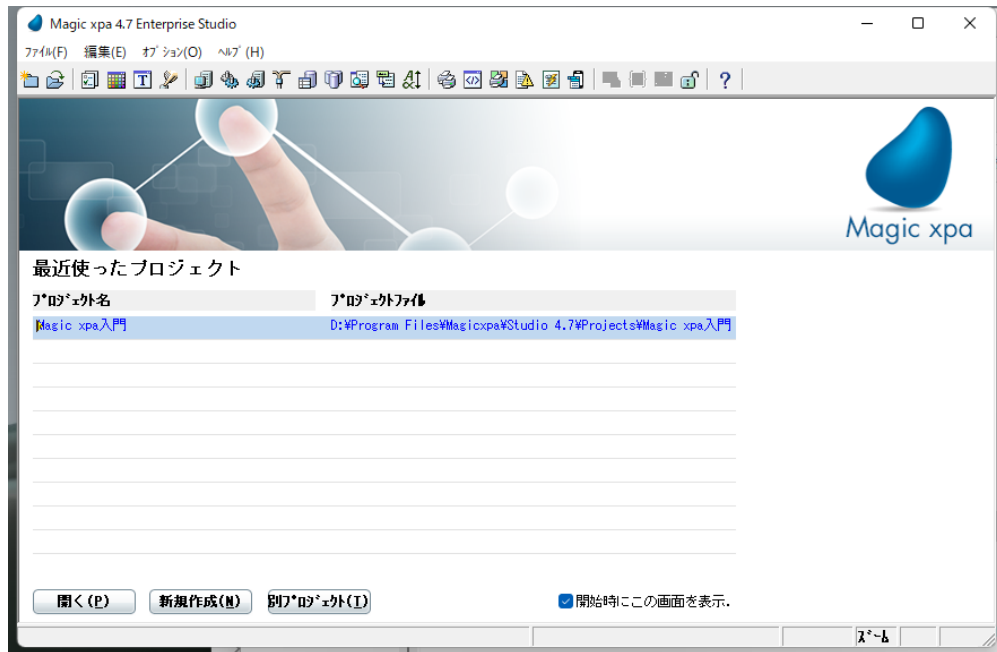 Magic xpa 4.7 Enterprise Studio
ﾌｧｲﾙ(F) 編集(E) ｵﾌﾟｼｮﾝ(O) ﾍﾙﾌﾟ(H)
Magic xpa
最近使ったプロジェクト
ﾌﾟﾛｼﾞｪｸﾄ名 ﾌﾟﾛｼﾞｪｸﾄﾌｧｲﾙ
Magic xpa入門 D:¥Program Files¥Magicxpa¥Studio 4.7¥Projects¥Magic xpa入門
開く(P) 新規作成(N) 別ﾌﾟﾛｼﾞｪｸﾄ(I) 開始時にこの画面を表示.
ｽﾞｰﾑ